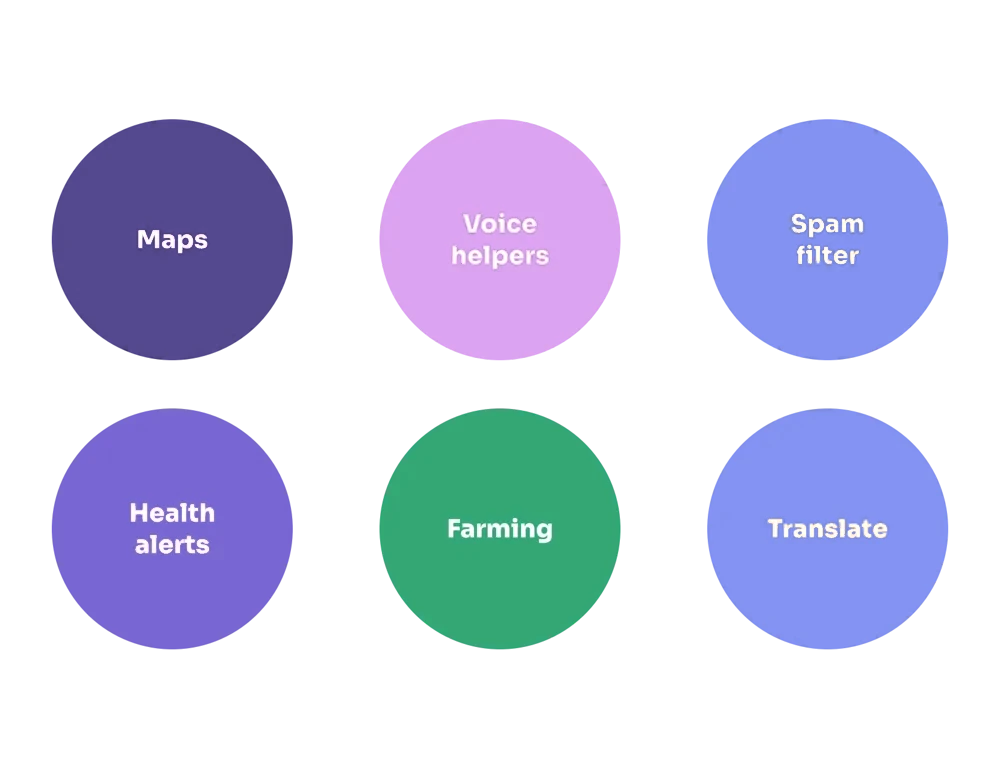 Maps
Voice
helpers
Spam
filter
Health
alerts
Farming
Translate